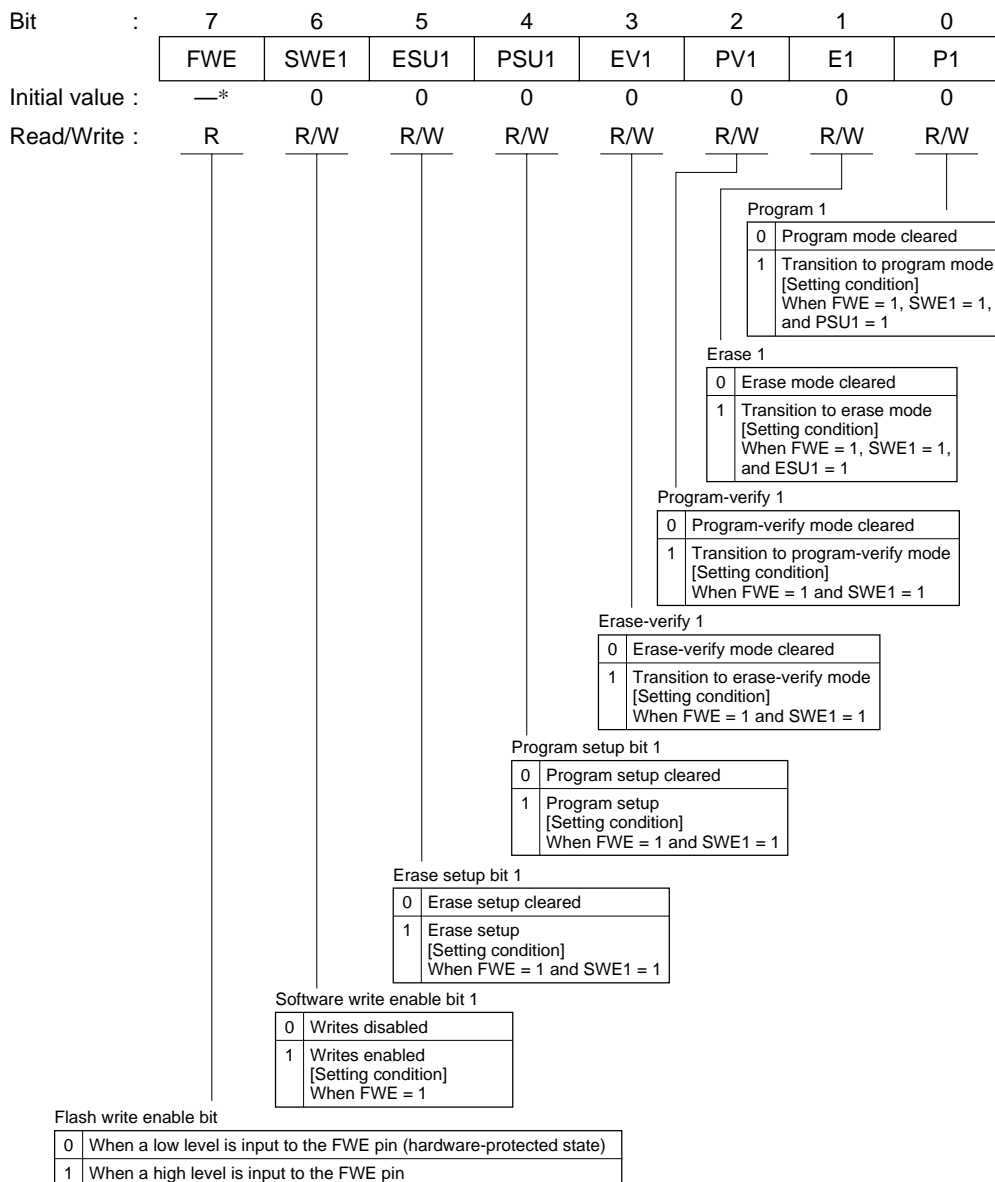 Bit : 7 6 5 4 3 2 1 0
FWE SWE1 ESU1 PSU1 EV1 PV1 E1 P1
Initial value : —* 0 0 0 0 0 0 0
Read/Write : R R/W R/W R/W R/W R/W R/W R/W
Program 1
0 Program mode cleared
1 Transition to program mode
[Setting condition]
When FWE = 1, SWE1 = 1,
and PSU1 = 1
Erase 1
0 Erase mode cleared
1 Transition to erase mode
[Setting condition]
When FWE = 1, SWE1 = 1,
and ESU1 = 1
Program-verify 1
0 Program-verify mode cleared
1 Transition to program-verify mode
[Setting condition]
When FWE = 1 and SWE1 = 1
Erase-verify 1
0 Erase-verify mode cleared
1 Transition to erase-verify mode
[Setting condition]
When FWE = 1 and SWE1 = 1
Program setup bit 1
0 Program setup cleared
1 Program setup
[Setting condition]
When FWE = 1 and SWE1 = 1
Erase setup bit 1
0 Erase setup cleared
1 Erase setup
[Setting condition]
When FWE = 1 and SWE1 = 1
Software write enable bit 1
0 Writes disabled
1 Writes enabled
[Setting condition]
When FWE = 1
Flash write enable bit
0 When a low level is input to the FWE pin (hardware-protected state)
1 When a high level is input to the FWE pin